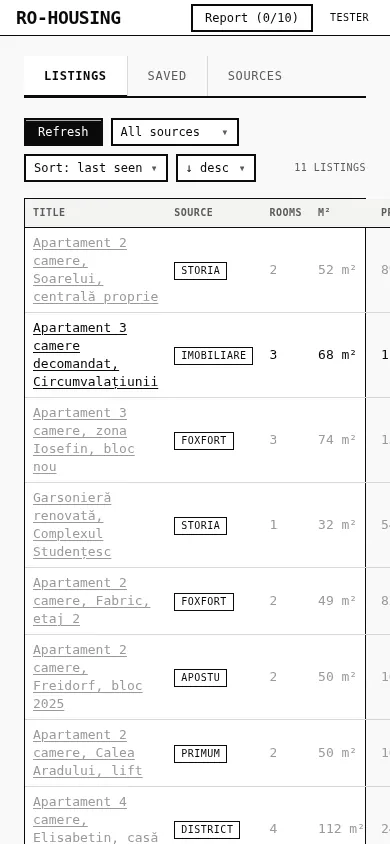 RO-HOUSING
Report (0/10)
TESTER
LISTINGS
SAVED
SOURCES
Refresh
All sources
Sort: last seen
↓ desc
11 LISTINGS
TITLE SOURCE ROOMS M²
Apartament 2
camere,
Soarelui,
centrală proprie
STORIA 2 52 m²
Apartament 3
camere
decomandat,
Circumvalațiunii
IMOBILIARE 3 68 m²
Apartament 3
camere, zona
Iosefin, bloc
nou
FOXFORT 3 74 m²
Garsonieră
renovată,
Complexul
Studențesc
STORIA 1 32 m²
Apartament 2
camere, Fabric,
etaj 2
FOXFORT 2 49 m²
Apartament 2
camere,
Freidorf, bloc
2025
APOSTU 2 50 m²
Apartament 2
camere, Calea
Aradului, lift
PRIMUM 2 50 m²
Apartament 4
camere,
Elisabetin, casă
DISTRICT 4 112 m²